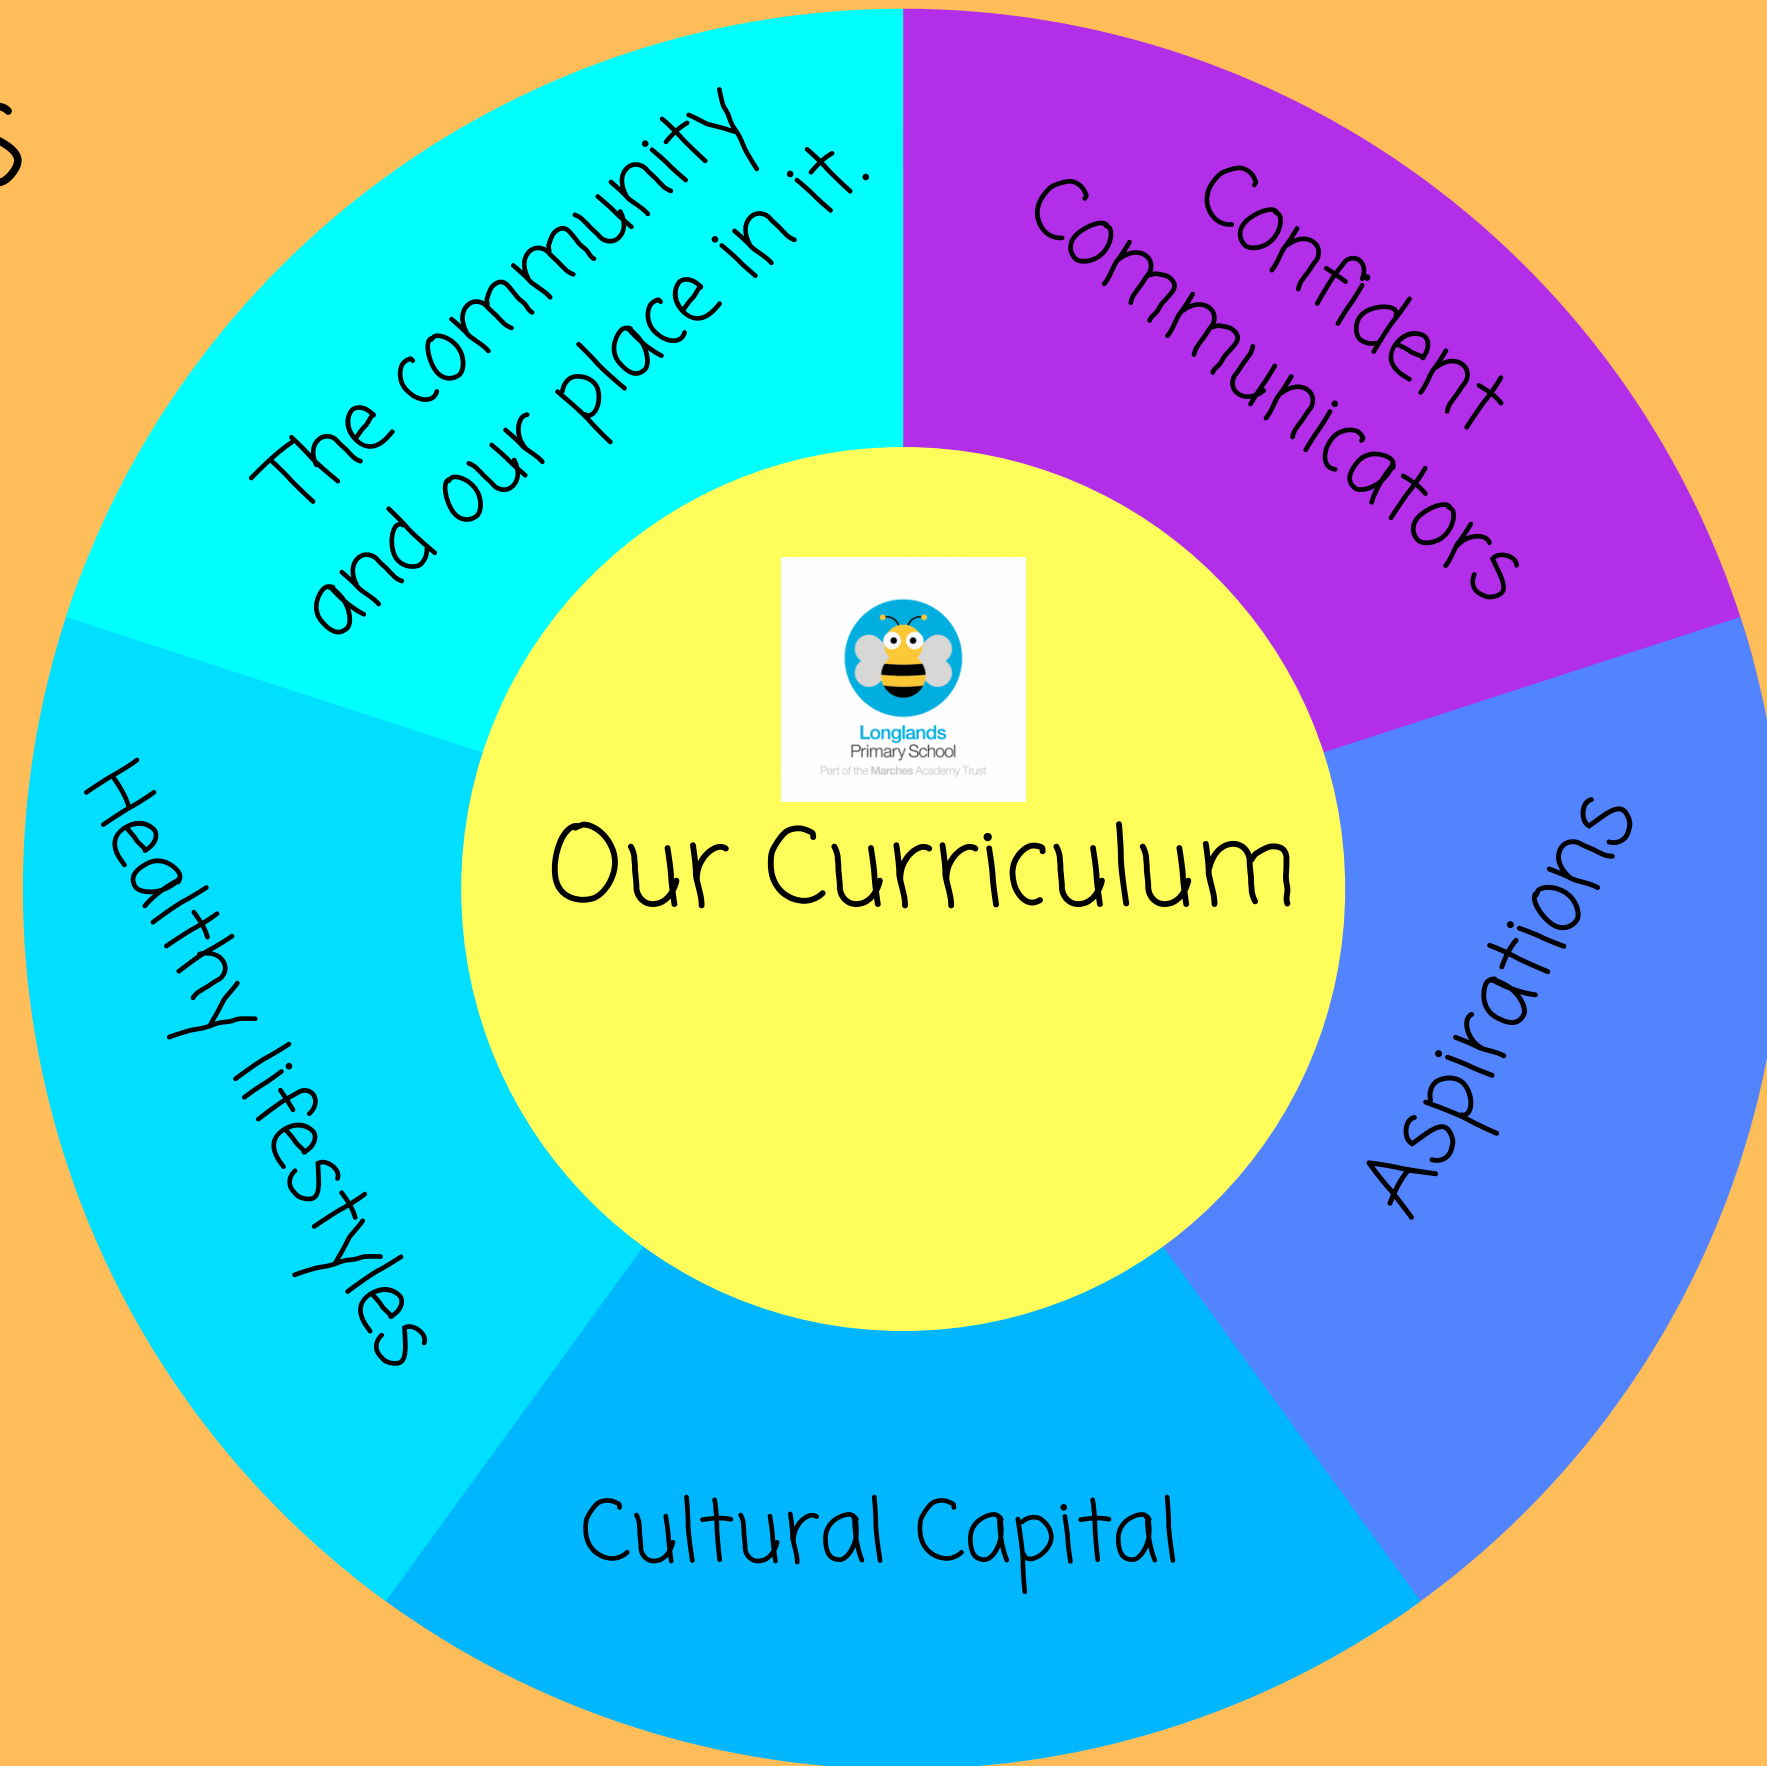 s
The community
and our place in it.
Confident
Communicators
Longlands
Primary School
Part of the Marches Academy Trust
Our Curriculum
Healthy lifestyles
Aspirations
Cultural Capital